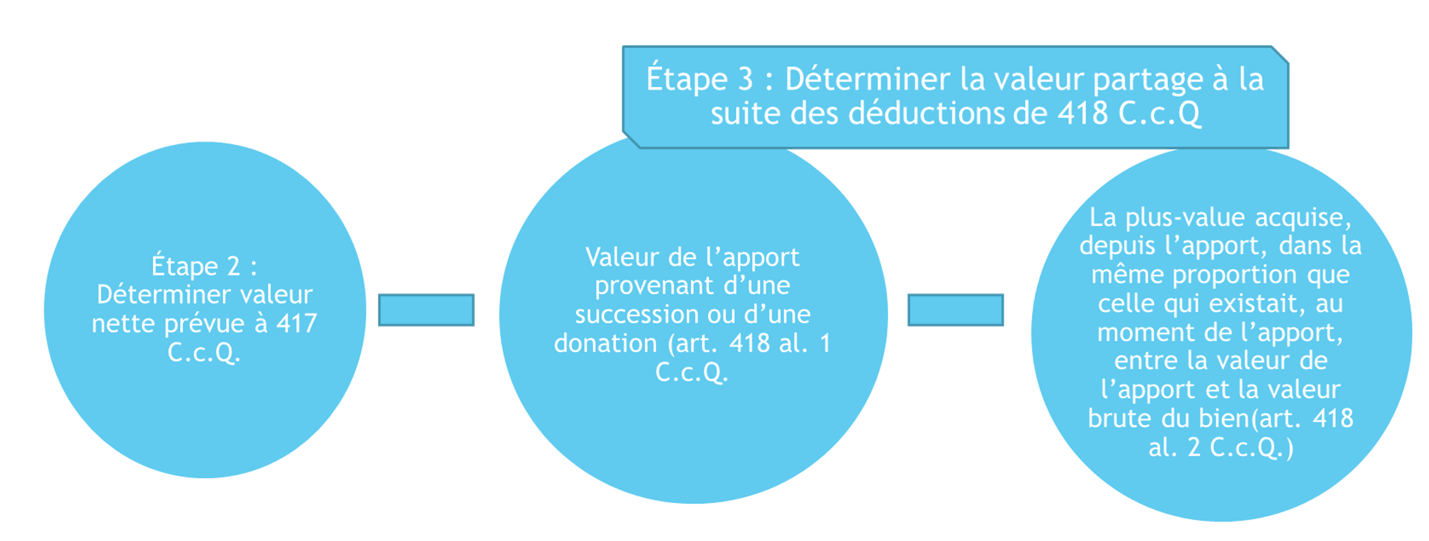 Étape 3 : Déterminer la valeur partage à la
suite des déductions de 418 C.c.Q
Étape 2 :
Déterminer valeur
nette prévue à 417
C.c.Q.
Valeur de l’apport
provenant d’une
succession ou d’une
donation (art. 418 al. 1
C.c.Q.
La plus-value acquise,
depuis l’apport, dans la
même proportion que
celle qui existait, au
moment de l’apport,
entre la valeur de
l’apport et la valeur
brute du bien(art. 418
al. 2 C.c.Q.)